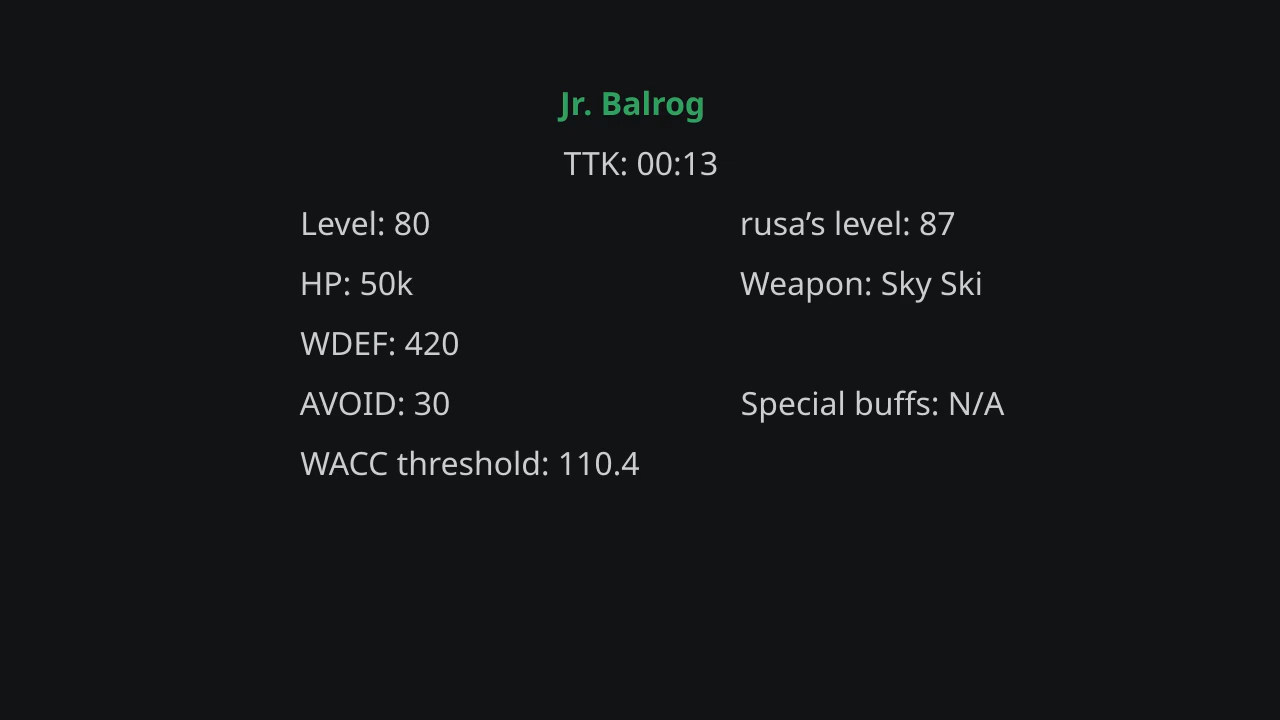 Jr. Balrog
TTK: 00:13
Level: 80
rusa’s level: 87
HP: 50k
Weapon: Sky Ski
WDEF: 420
AVOID: 30
Special buffs: N/A
WACC threshold: 110.4